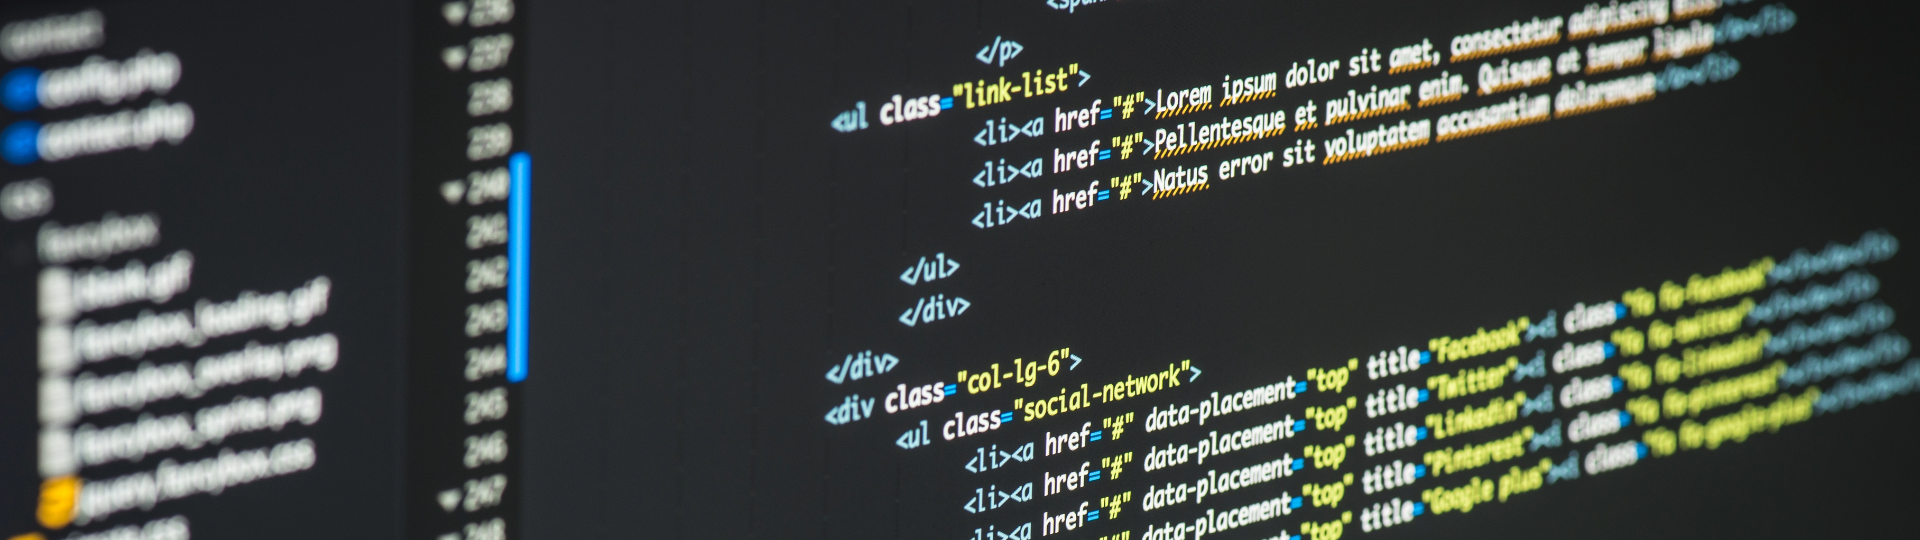 config.php
contact.php
css
fancybox
blank.gif
fancybox_loading.gif
fancybox_overlay.png
fancybox_sprite.png
jquery.fancybox.css
236
237
238
239
240
241
242
243
244
245
246
247
248
<span
</p>
<ul class="link-list">
<li><a href="#">Lorem ipsum dolor sit amet, consectetur adipiscing
<li><a href="#">Pellentesque et pulvinar enim. Quisque at tempor ligula</a></li>
<li><a href="#">Natus error sit voluptatem accusantium doloremque</a></li>
</ul>
</div>
</div>
<div class="col-lg-6">
<ul class="social-network">
<li><a href="#" data-placement="top" title="Facebook"><i class="fa fa-facebook"></i></a></li>
<li><a href="#" data-placement="top" title="Twitter"><i class="fa fa-twitter"></i></a></li>
<li><a href="#" data-placement="top" title="Linkedin"><i class="fa fa-linkedin"></i></a></li>
<li><a href="#" data-placement="top" title="Pinterest"><i class="fa fa-pinterest"></i></a></li>
data-placement="top" title="Google plus"><i class="fa fa-google-plus"></i></a></li>